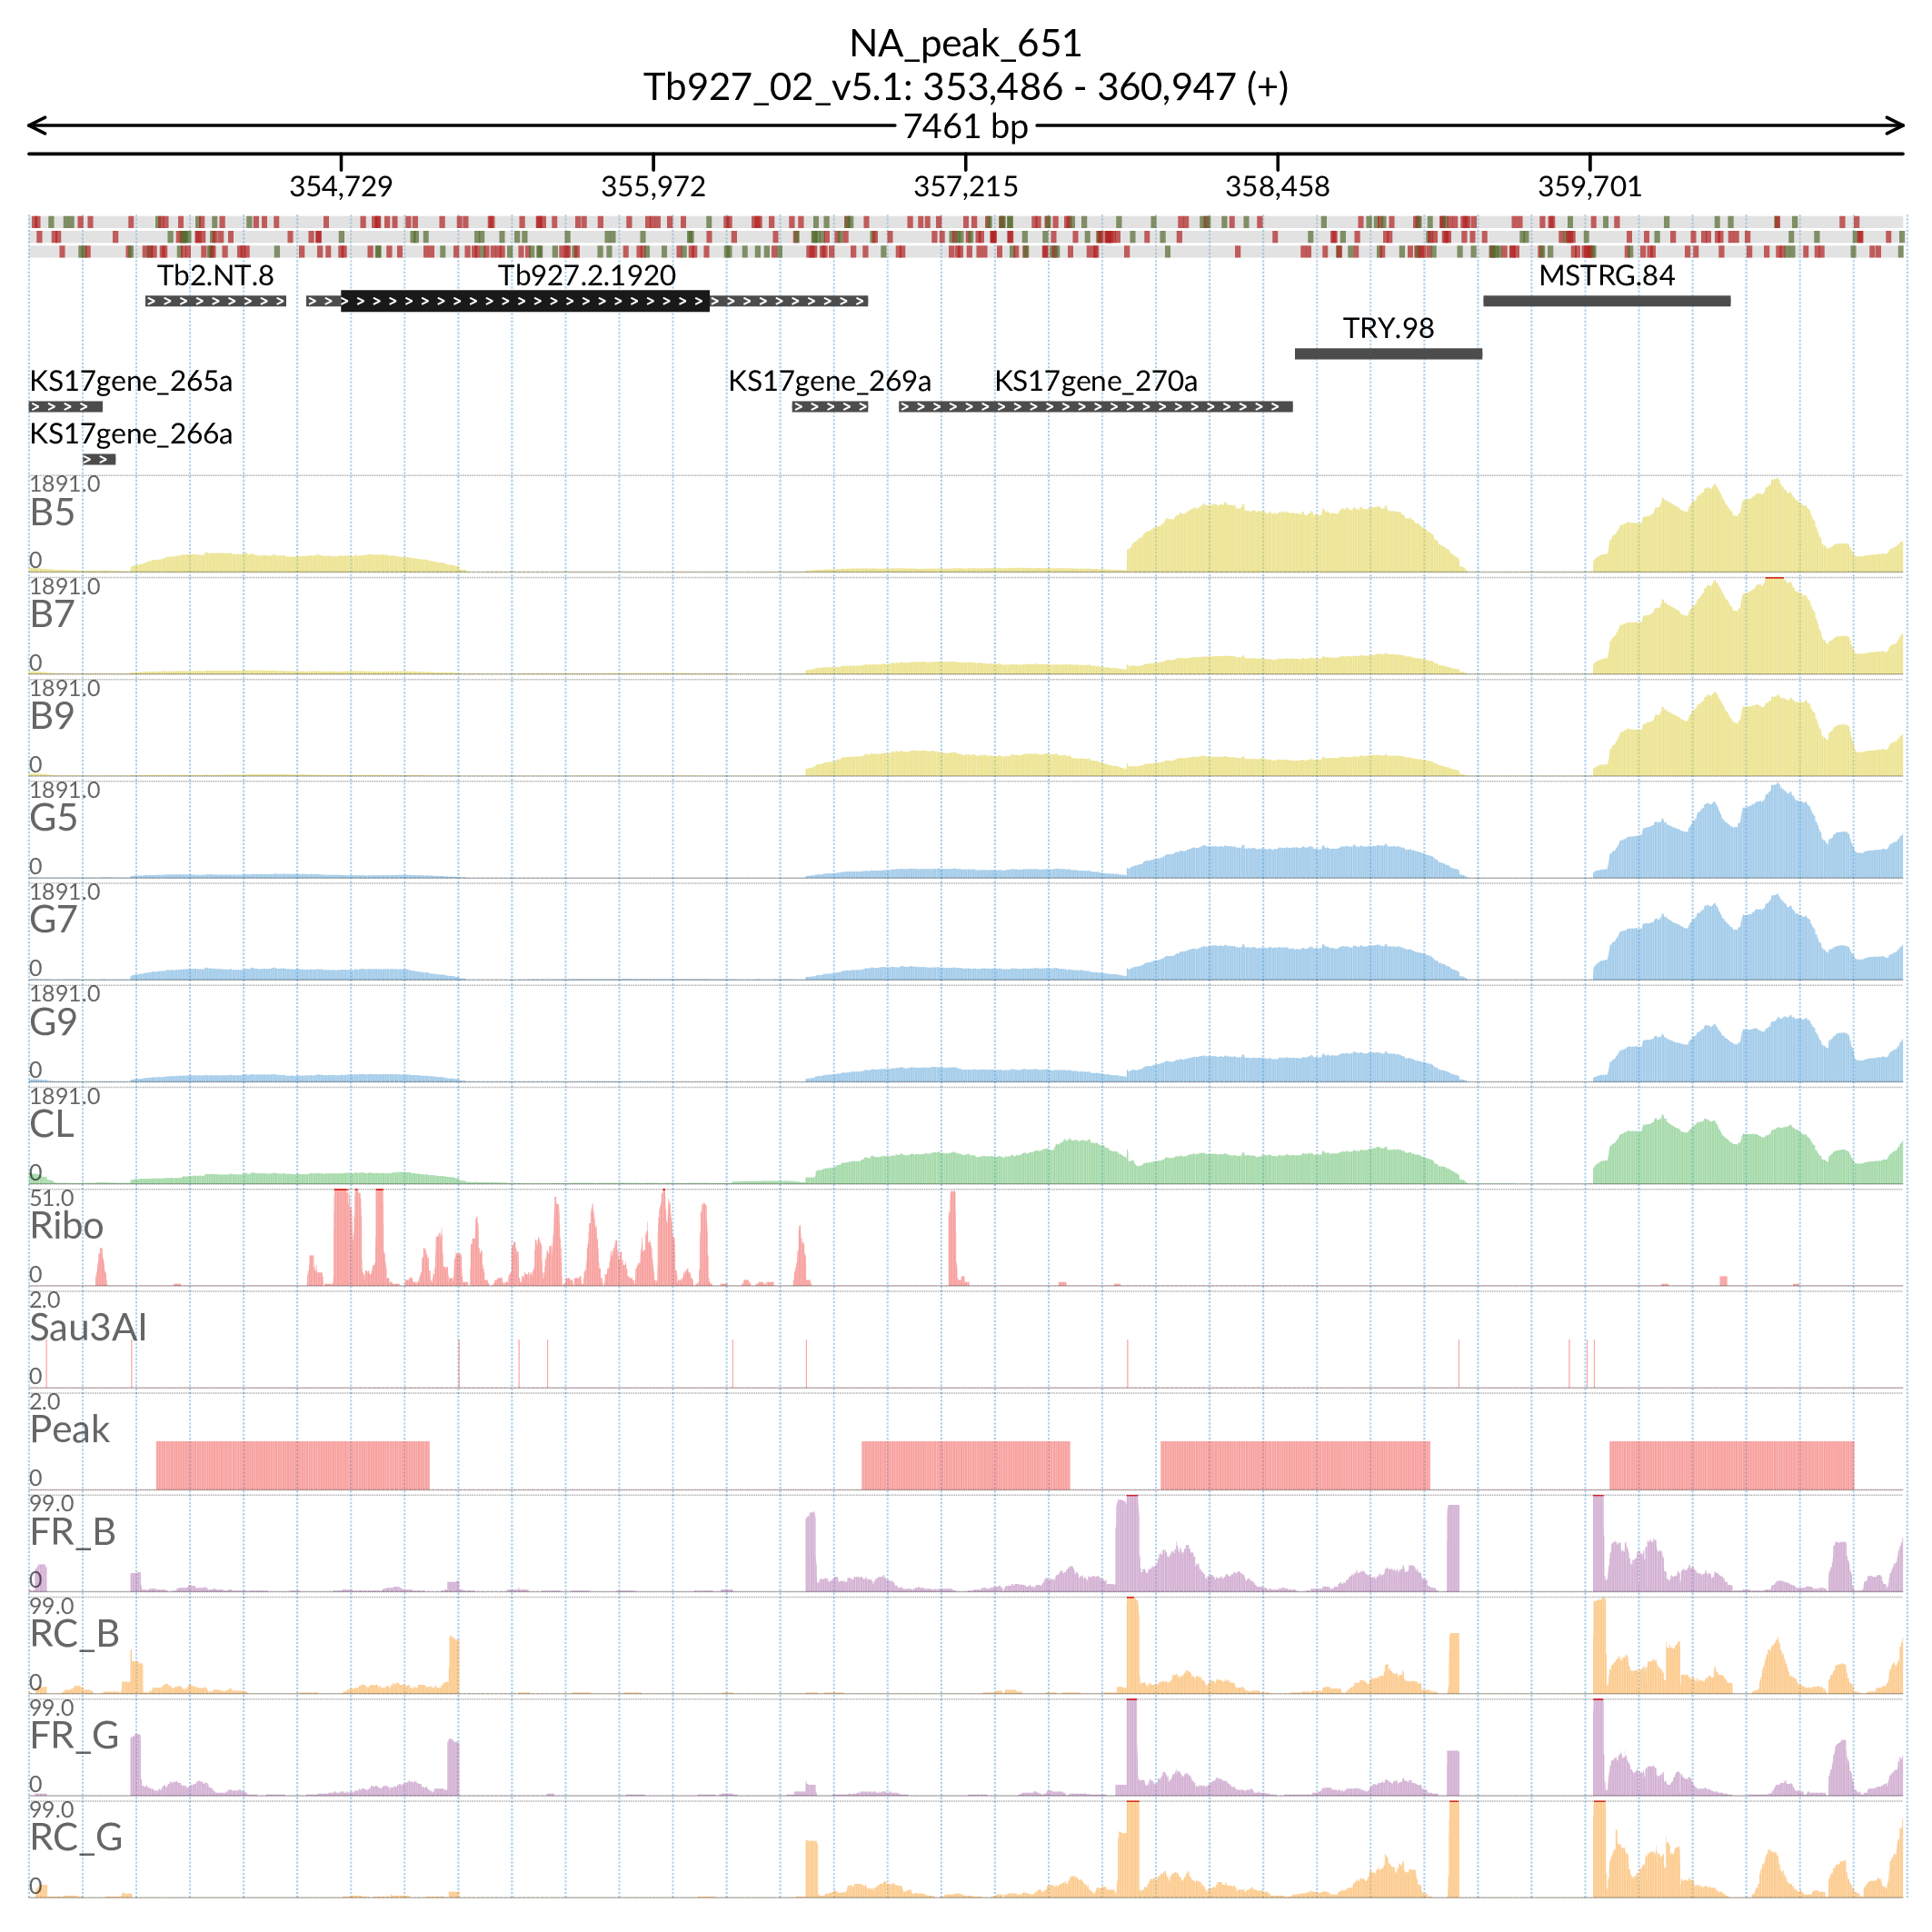 NA_peak_651
Tb927_02_v5.1: 353,486 - 360,947 (+)
7461 bp
354,729 355,972 357,215 358,458 359,701
Tb2.NT.8 Tb927.2.1920 MSTRG.84
TRY.98
KS17gene_265a KS17gene_269a KS17gene_270a
KS17gene_266a
1891.0
B5
0
1891.0
B7
0
1891.0
B9
0
1891.0
G5
0
1891.0
G7
0
1891.0
G9
0
1891.0
CL
0
51.0
Ribo
0
2.0
Sau3AI
0
2.0
Peak
0
99.0
FR_B
0
99.0
RC_B
0
99.0
FR_G
0
99.0
RC_G
0